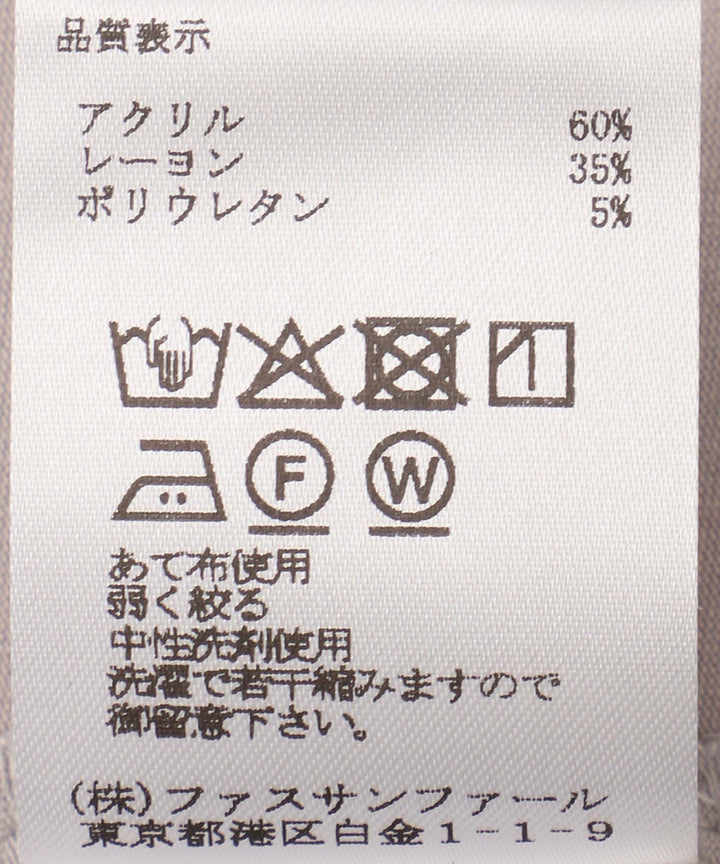 品質表示
アクリル 60%
レーヨン 35%
ポリウレタン 5%
F W
あて布使用
弱く絞る
中性洗剤使用
洗濯で若干縮みますので
御留意下さい。
(株)ファスサンファール
東京都港区白金1-1-9